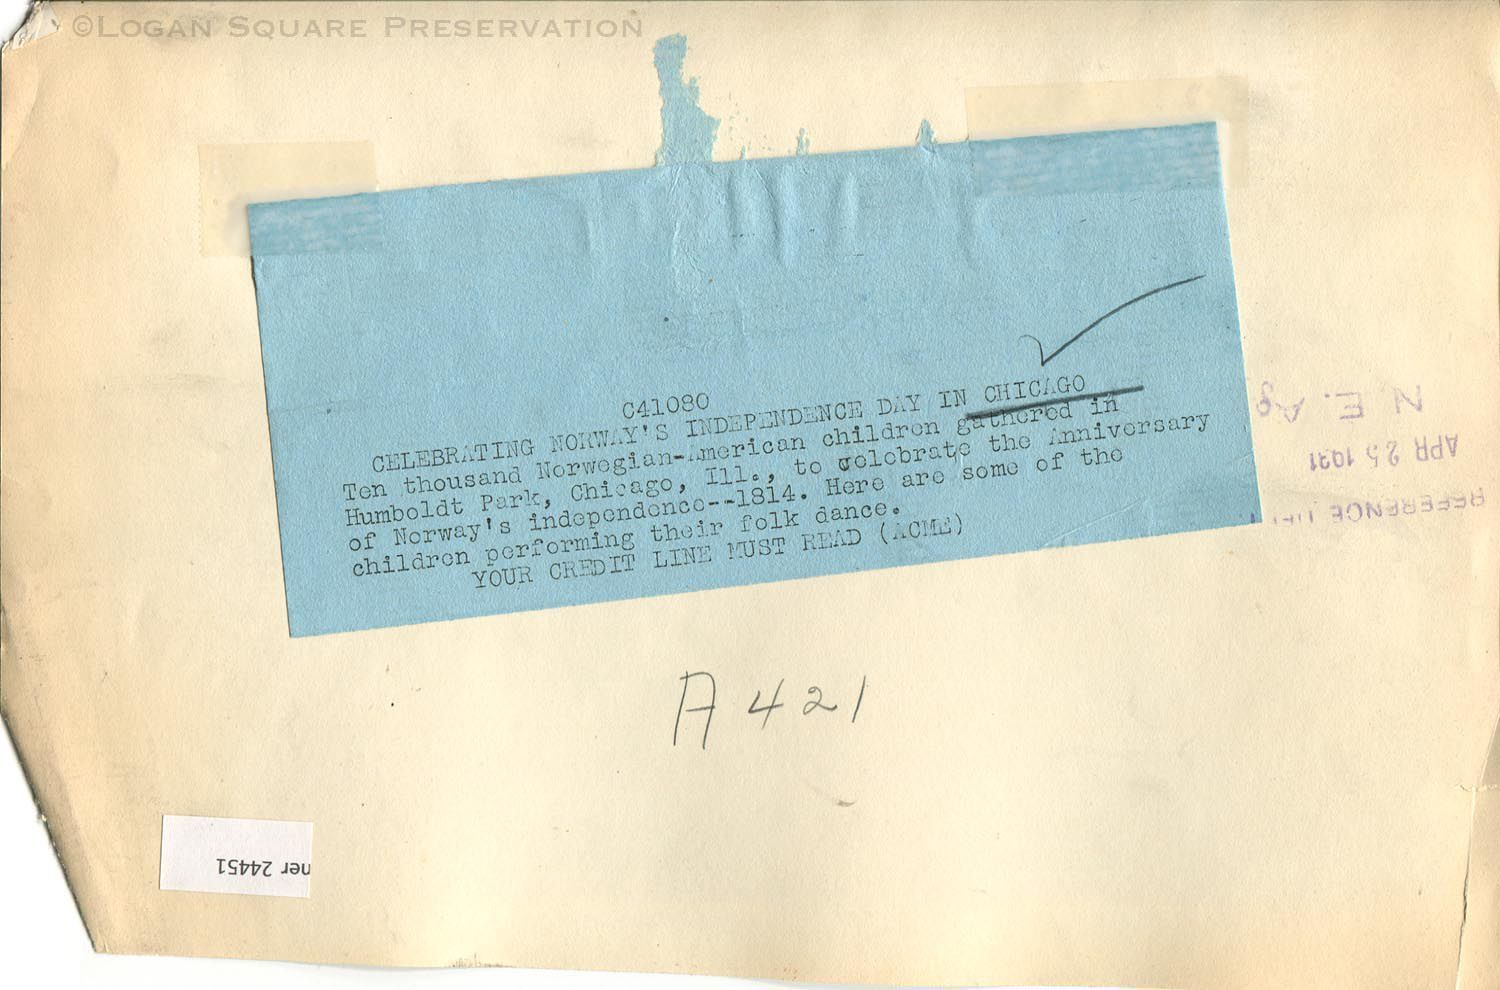 ©LOGAN SQUARE PRESERVATION
C41080
CELEBRATING NORWAY'S INDEPENDENCE DAY IN CHICAGO
Ten thousand Norwegian-American children gathered in
Humboldt Park, Chicago, Ill., to celebrate the Anniversary
of Norway's independence--1814. Here are some of the
children performing their folk dance.
YOUR CREDIT LINE MUST READ (ACME)
N.E.A.
APR 25 1931
REFERENCE
A 421
ner 24451